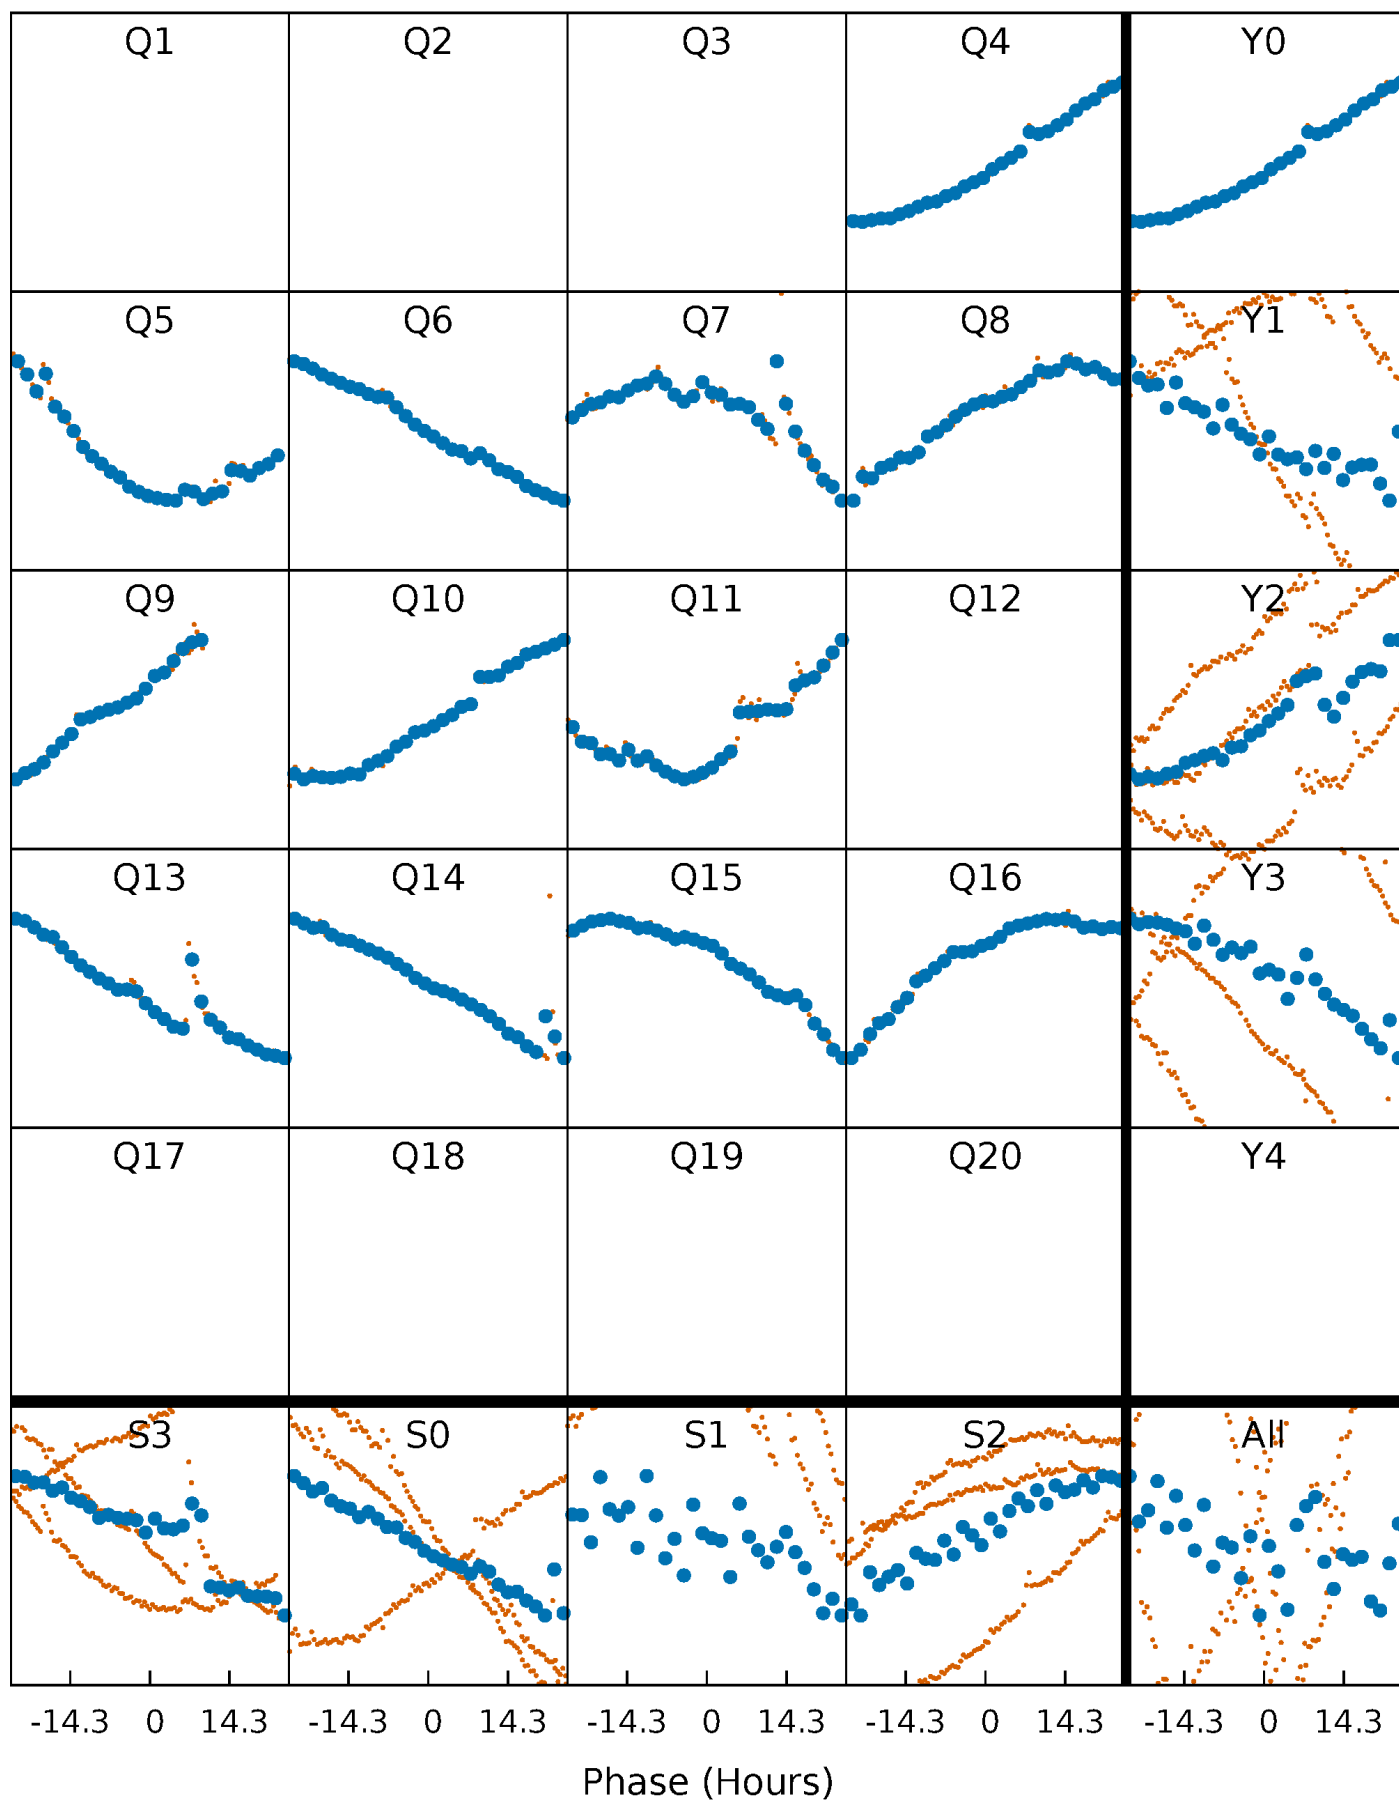 Q1 Q2 Q3 Q4 Y0
Q5 Q6 Q7 Q8 Y1
Q9 Q10 Q11 Q12 Y2
Q13 Q14 Q15 Q16 Y3
Q17 Q18 Q19 Q20 Y4
S3 S0 S1 S2 All
-14.3 0 14.3 -14.3 0 14.3 -14.3 0 14.3 -14.3 0 14.3 -14.3 0 14.3
Phase (Hours)